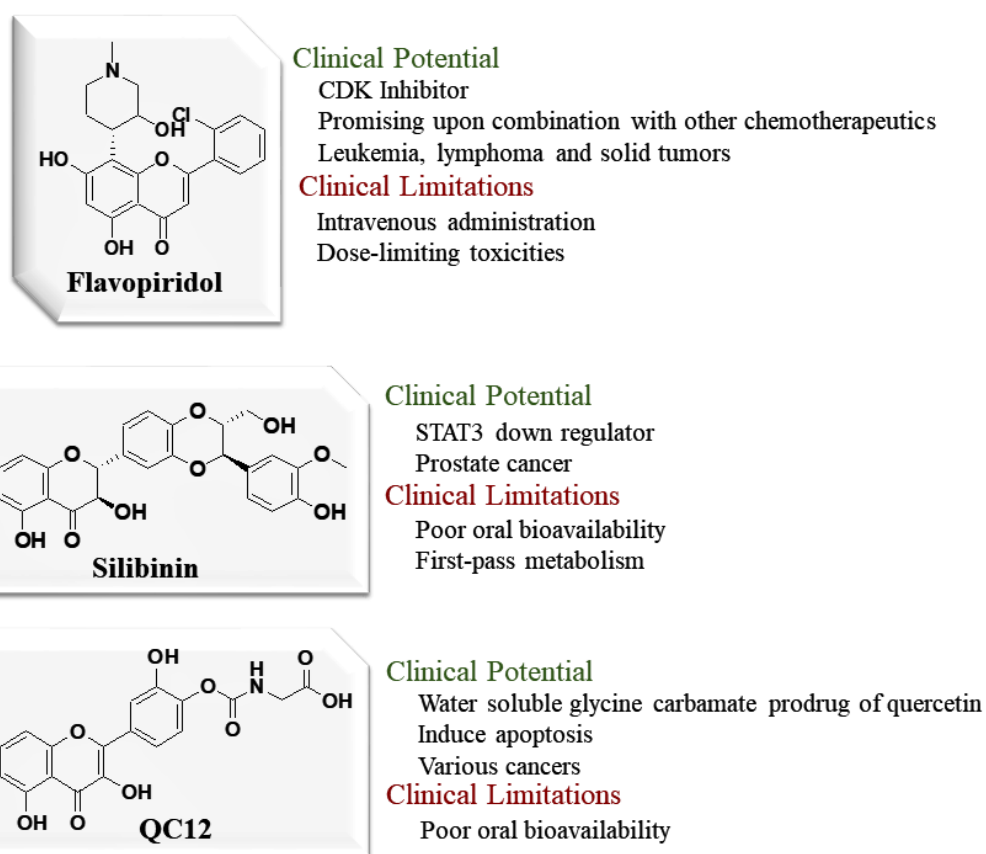 N
OH
Cl
HO
O
OH
O
Flavopiridol
Clinical Potential
CDK Inhibitor
Promising upon combination with other chemotherapeutics
Leukemia, lymphoma and solid tumors
Clinical Limitations
Intravenous administration
Dose-limiting toxicities
O
OH
O
O
O
OH
OH
OH
O
Silibinin
Clinical Potential
STAT3 down regulator
Prostate cancer
Clinical Limitations
Poor oral bioavailability
First-pass metabolism
OH
O
H
N
O
OH
O
O
OH
OH
O
QC12
Clinical Potential
Water soluble glycine carbamate prodrug of quercetin
Induce apoptosis
Various cancers
Clinical Limitations
Poor oral bioavailability